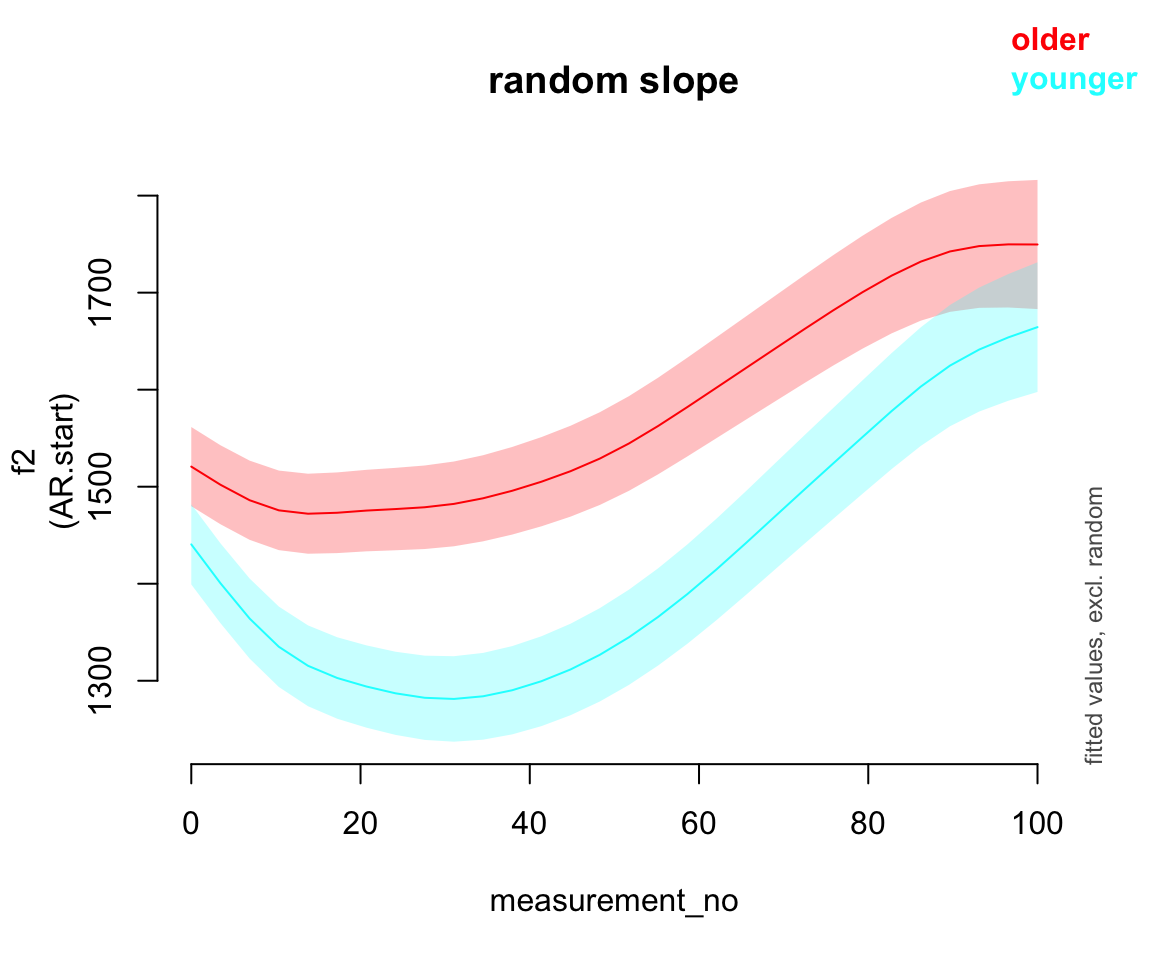 older
younger
random slope
f2
(AR.start)
1700
1500
1300
0 20 40 60 80 100
measurement_no
fitted values, excl. random